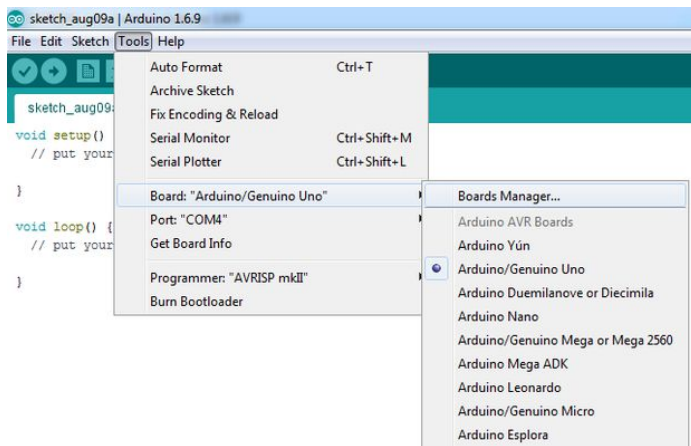 sketch_aug09a | Arduino 1.6.9
File Edit Sketch Tools Help
sketch_aug09a
void setup()
// put your
}
void loop() {
// put your
}
Auto Format Ctrl+T
Archive Sketch
Fix Encoding & Reload
Serial Monitor Ctrl+Shift+M
Serial Plotter Ctrl+Shift+L
Board: "Arduino/Genuino Uno"
Port: "COM4"
Get Board Info
Programmer: "AVRISP mkII"
Burn Bootloader
Boards Manager...
Arduino AVR Boards
Arduino Yún
Arduino/Genuino Uno
Arduino Duemilanove or Diecimila
Arduino Nano
Arduino/Genuino Mega or Mega 2560
Arduino Mega ADK
Arduino Leonardo
Arduino/Genuino Micro
Arduino Esplora